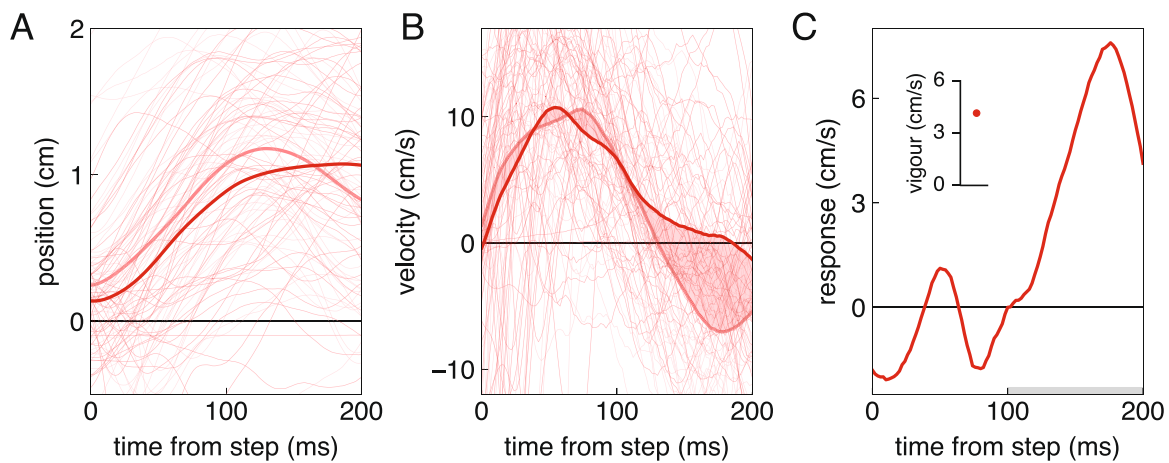 A
B
C
2
1
0
position (cm)
0
100
200
time from step (ms)
10
0
−10
velocity (cm/s)
0
100
200
time from step (ms)
6
3
0
response (cm/s)
6
3
0
vigour (cm/s)
0
100
200
time from step (ms)